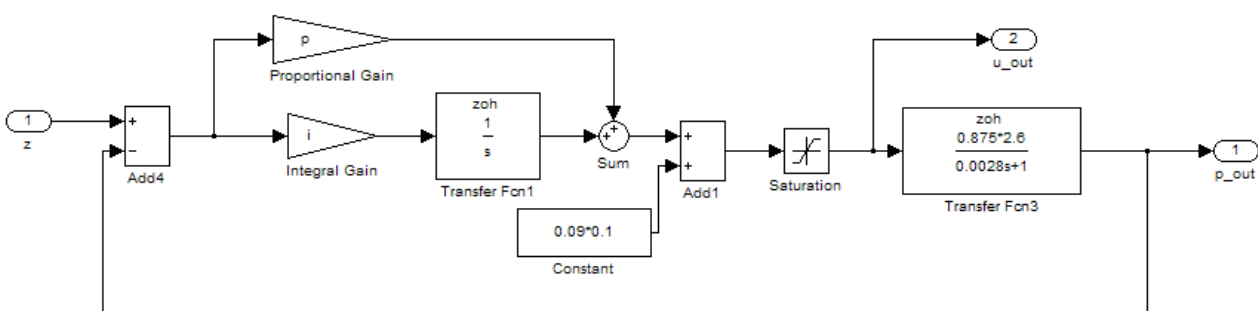 p
Proportional Gain
2
u_out
1
z
+
−
Add4
i
Integral Gain
zoh
1
s
Transfer Fcn1
+
+
Sum
+
+
Add1
Saturation
zoh
0.875*2.6
0.0028s+1
Transfer Fcn3
1
p_out
0.09*0.1
Constant